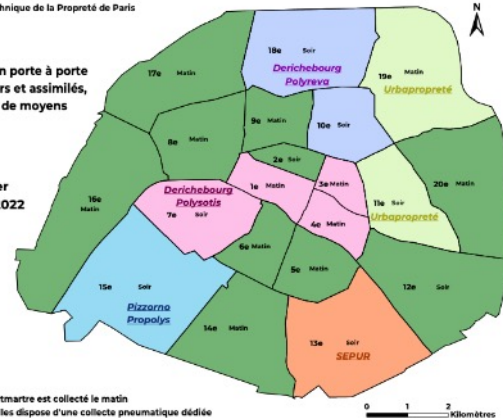 hnique de la Propreté de Paris
N
n porte à porte
rs et assimilés,
de moyens
er
2022
17e Matin
18e Soir
Derichebourg
Polyreva
19e Matin
Urbapropreté
8e Matin
9e Matin
10e Soir
2e Soir
1e Matin
3e Matin
4e Matin
11e Soir
Urbapropreté
20e Matin
16e
Matin
Derichebourg
Polysotis
7e Soir
6e Matin
5e Matin
12e Soir
15e Soir
Pizzorno
Propolys
14e Matin
13e Soir
SEPUR
tmartre est collecté le matin
lles dispose d'une collecte pneumatique dédiée
0 1 2
Kilomètres